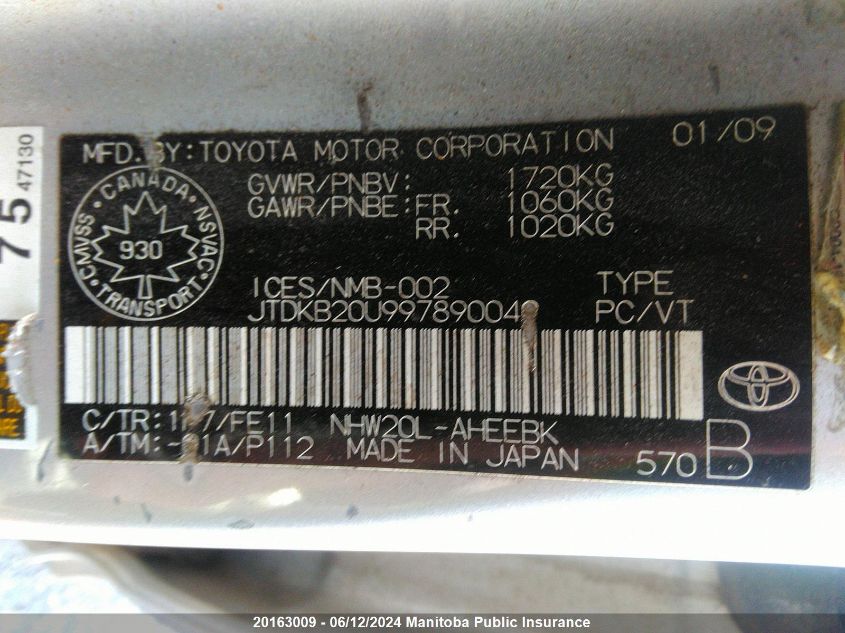 MFD. BY: TOYOTA MOTOR CORPORATION 01/09
GVWR/PNBV: 1720KG
GAWR/PNBE: FR. 1060KG
RR. 1020KG
CANADA
CMVSS NSVAC
930
TRANSPORT
ICES/NMB-002 TYPE
PC/VT
C/TR: /FE11 NHW20L-AHEEBK
A/TM: /P112 MADE IN JAPAN
570 B
75
47130
20163009 - 06/12/2024 Manitoba Public Insurance